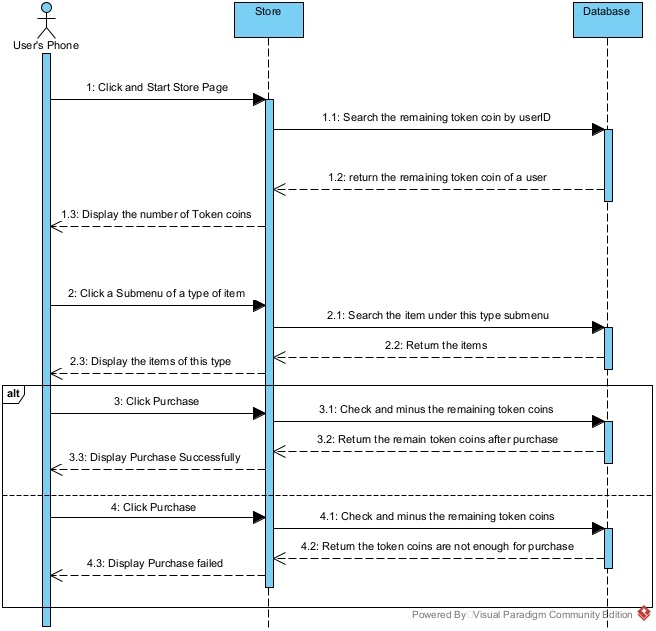 Store
Database
User's Phone
1: Click and Start Store Page
1.1: Search the remaining token coin by userID
1.2: return the remaining token coin of a user
1.3: Display the number of Token coins
2: Click a Submenu of a type of item
2.1: Search the item under this type submenu
2.2: Return the items
2.3: Display the items of this type
alt
3: Click Purchase
3.1: Check and minus the remaining token coins
3.2: Return the remain token coins after purchase
3.3: Display Purchase Successfully
4: Click Purchase
4.1: Check and minus the remaining token coins
4.2: Return the token coins are not enough for purchase
4.3: Display Purchase failed
Powered By Visual Paradigm Community Edition